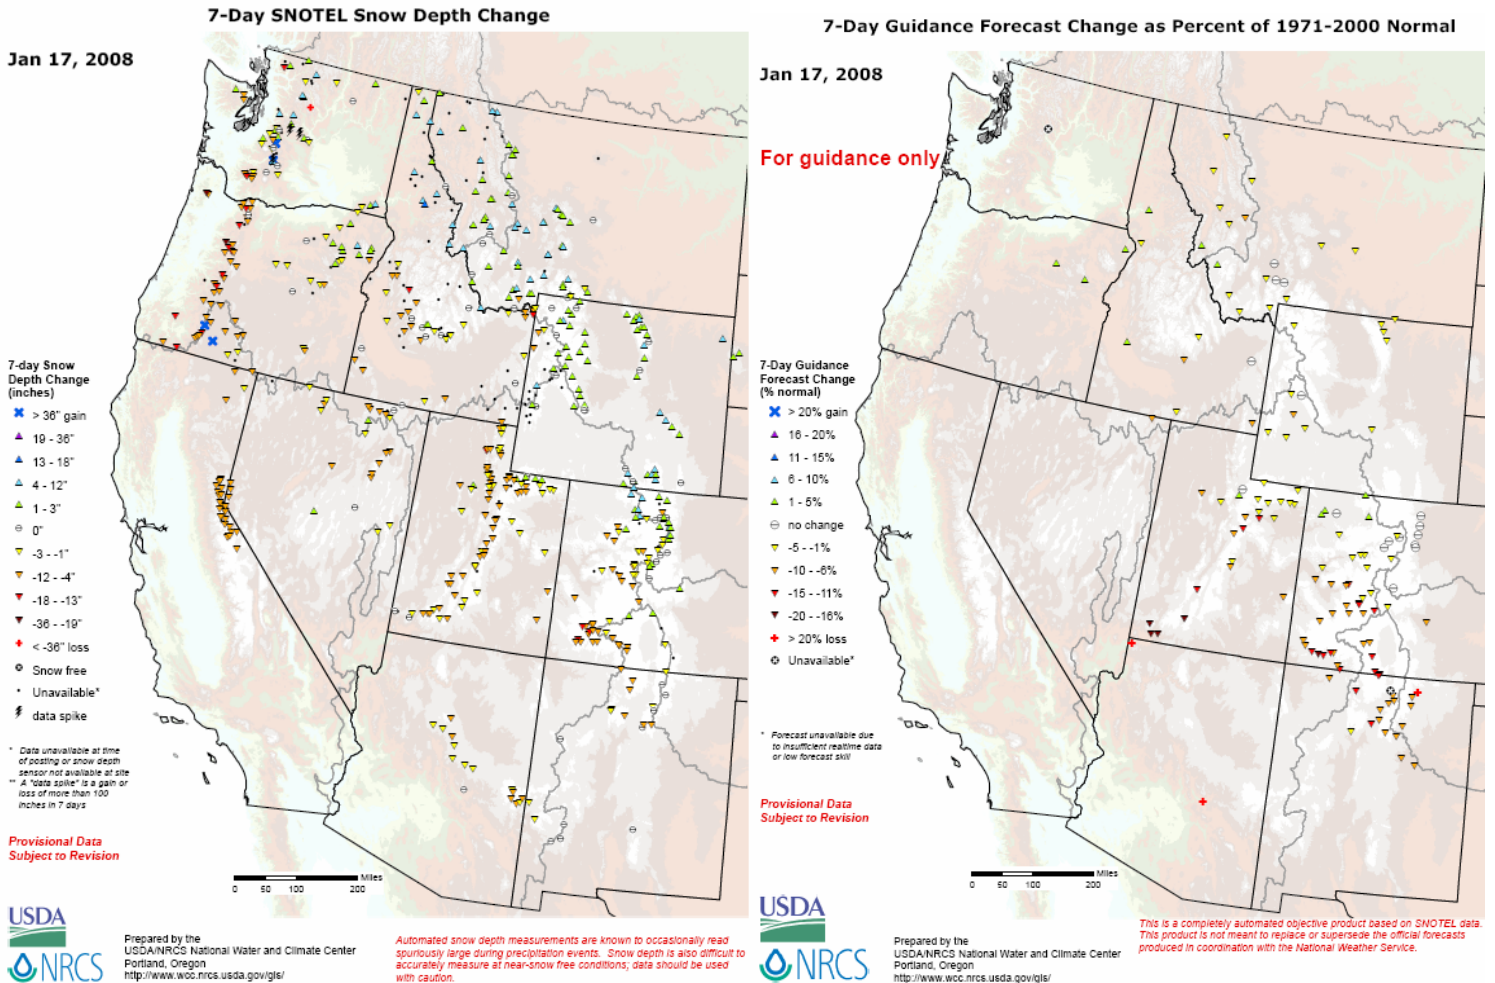 7-Day SNOTEL Snow Depth Change
Jan 17, 2008
7-day Snow
Depth Change
(inches)
> 36" gain
19 - 36"
13 - 18"
4 - 12"
1 - 3"
0"
-3 - -1"
-12 - -4"
-18 - -13"
-36 - -19"
< -36" loss
Snow free
Unavailable*
data spike
* Data unavailable at time
of posting or snow depth
sensor not available at site
** A "data spike" is a gain or
loss of more than 100
inches in 7 days
Provisional Data
Subject to Revision
Miles
0 50 100 200
USDA
NRCS
Prepared by the
USDA/NRCS National Water and Climate Center
Portland, Oregon
http://www.wcc.nrcs.usda.gov/gis/
Automated snow depth measurements are known to occasionally read
spuriously large during precipitation events. Snow depth is also difficult to
accurately measure at near-snow free conditions; data should be used
with caution.
7-Day Guidance Forecast Change as Percent of 1971-2000 Normal
Jan 17, 2008
For guidance only
7-Day Guidance
Forecast Change
(% normal)
> 20% gain
16 - 20%
11 - 15%
6 - 10%
1 - 5%
no change
-5 - -1%
-10 - -6%
-15 - -11%
-20 - -16%
> 20% loss
Unavailable*
* Forecast unavailable due
to insufficient realtime data
or low forecast skill
Provisional Data
Subject to Revision
Miles
0 50 100 200
USDA
NRCS
Prepared by the
USDA/NRCS National Water and Climate Center
Portland, Oregon
http://www.wcc.nrcs.usda.gov/gis/
This is a completely automated objective product based on SNOTEL data.
This product is not meant to replace or supersede the official forecasts
produced in coordination with the National Weather Service.